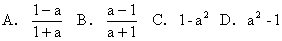 A. (1-a)/(1+a) B. (a-1)/(a+1) C. 1-a² D. a²-1